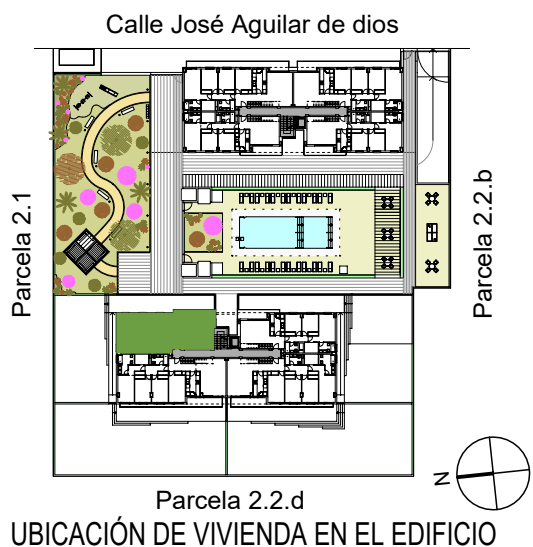 Calle José Aguilar de dios
Parcela 2.1
Parcela 2.2.b
N
Parcela 2.2.d
UBICACIÓN DE VIVIENDA EN EL EDIFICIO